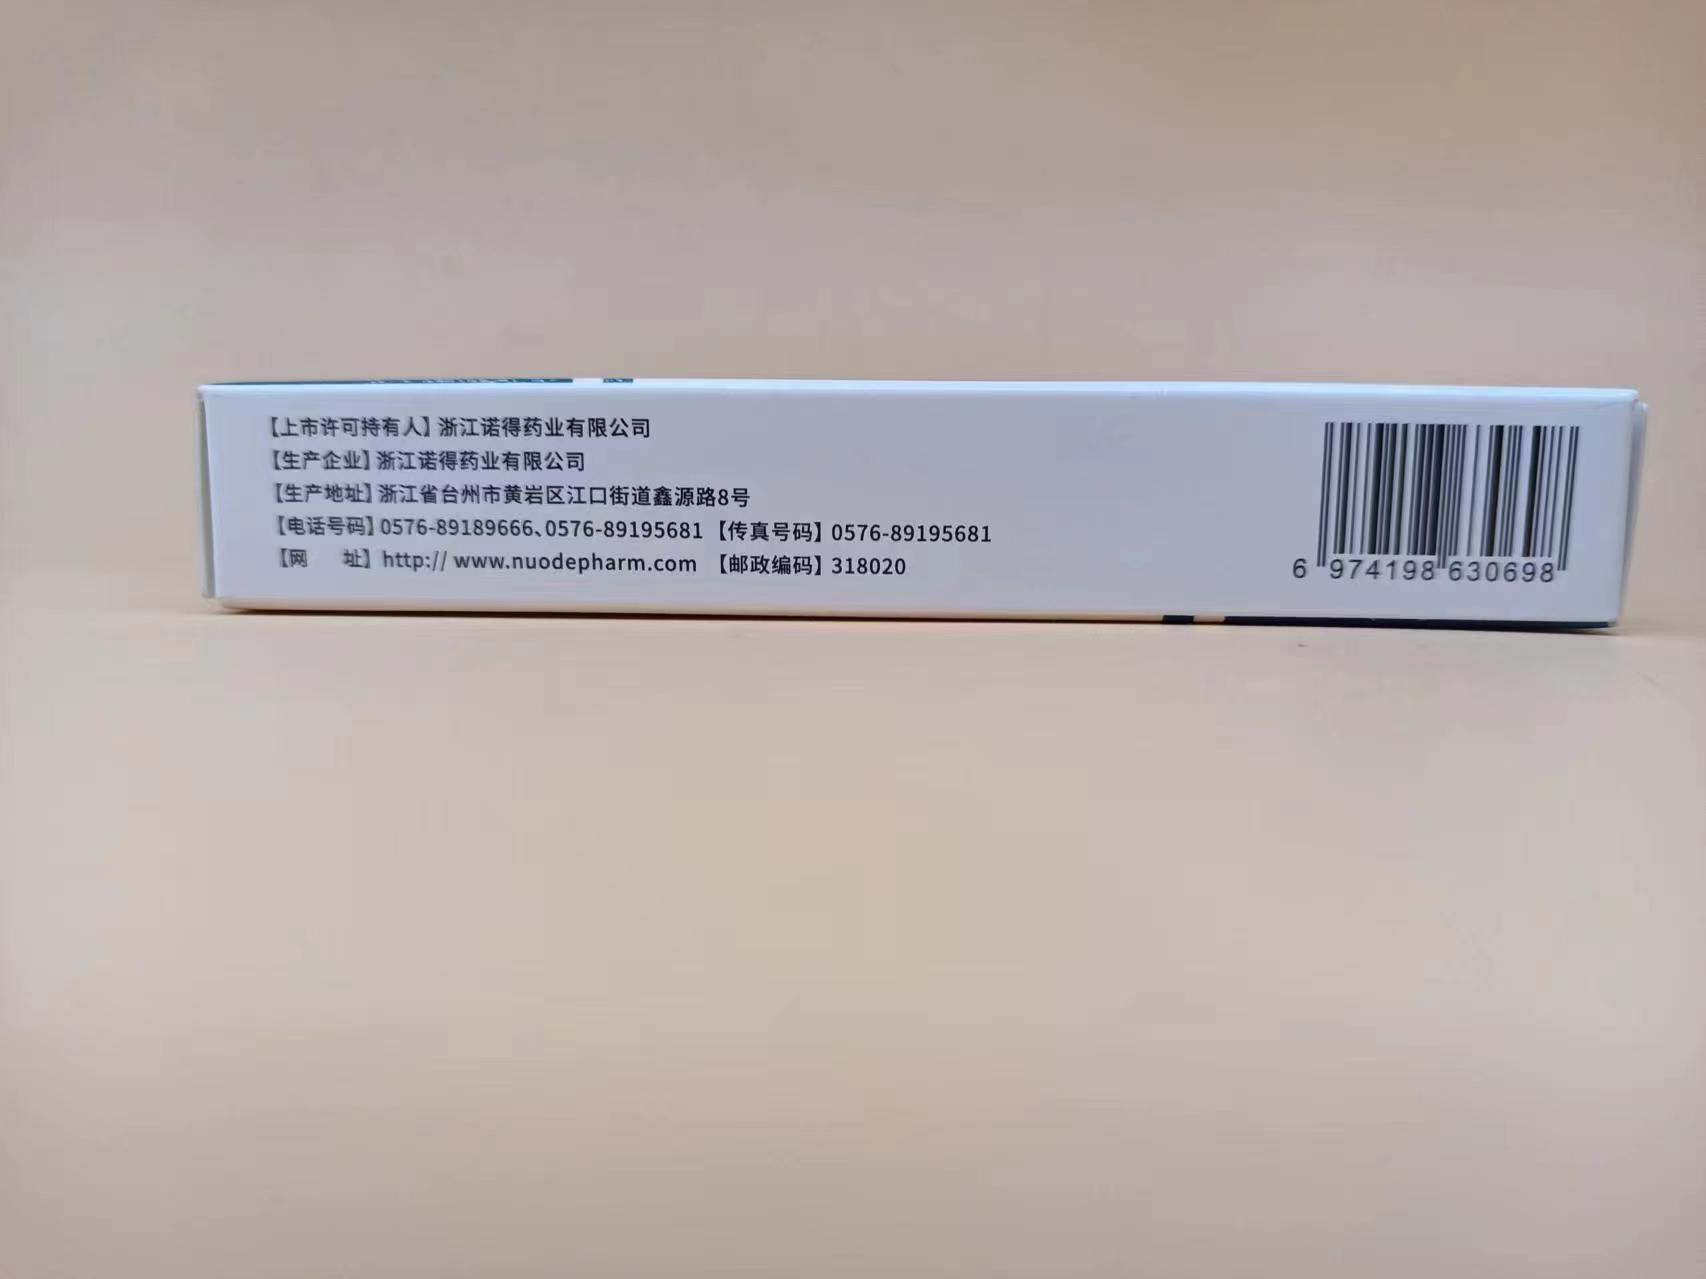 【上市许可持有人】浙江诺得药业有限公司
【生产企业】浙江诺得药业有限公司
【生产地址】浙江省台州市黄岩区江口街道鑫源路8号
【电话号码】0576-89189666、0576-89195681 【传真号码】0576-89195681
【网 址】http:// www.nuodepharm.com 【邮政编码】318020
6 974198 630698